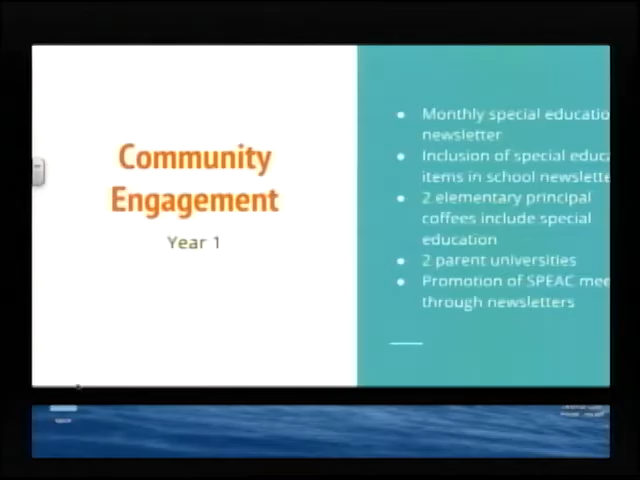 Community
Engagement
Year 1
Monthly special educatio
newsletter
Inclusion of special educ
items in school newslette
2 elementary principal
coffees include special
education
2 parent universities
Promotion of SPEAC mee
through newsletters